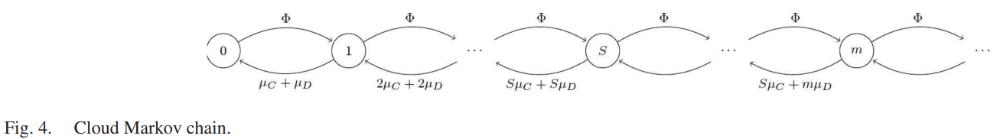 Φ Φ Φ Φ Φ Φ
0 1 ... S ... m ...
μC + μD 2μC + 2μD SμC + SμD SμC + mμD
Fig. 4. Cloud Markov chain.